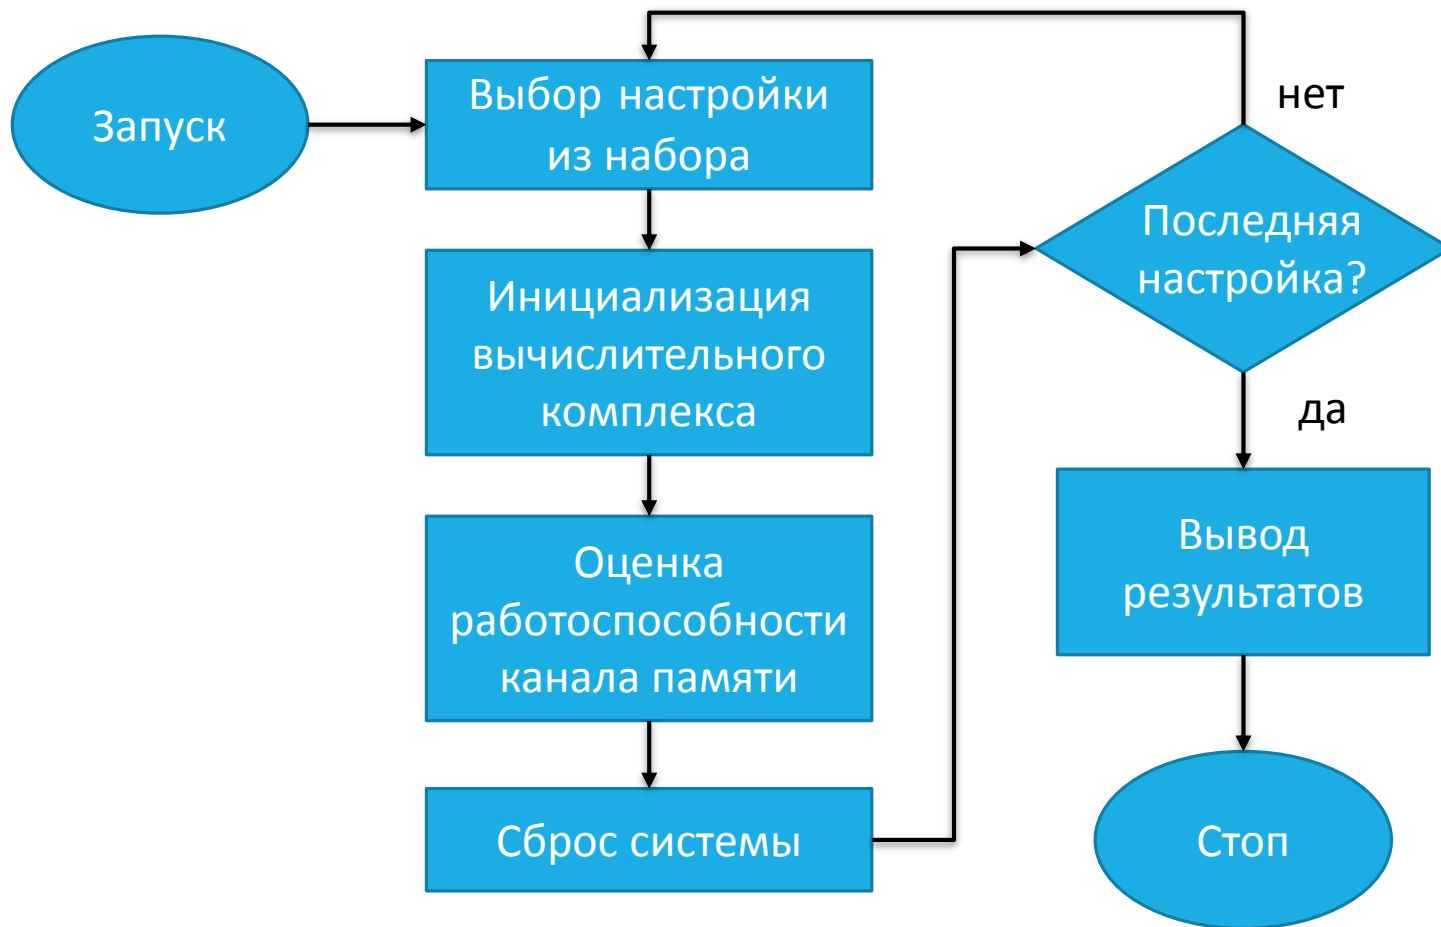 Запуск
Выбор настройки
из набора
Инициализация
вычислительного
комплекса
Оценка
работоспособности
канала памяти
Сброс системы
нет
Последняя
настройка?
да
Вывод
результатов
Стоп